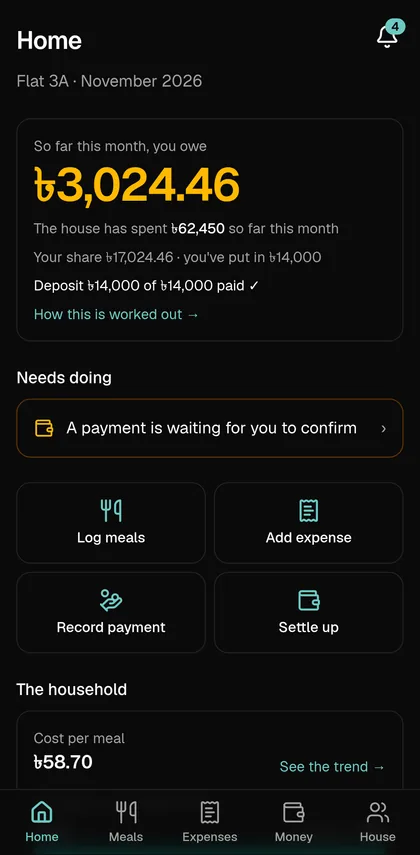 Home
4
Flat 3A · November 2026
So far this month, you owe
৳3,024.46
The house has spent ৳62,450 so far this month
Your share ৳17,024.46 · you've put in ৳14,000
Deposit ৳14,000 of ৳14,000 paid ✓
How this is worked out →
Needs doing
A payment is waiting for you to confirm ›
Log meals
Add expense
Record payment
Settle up
The household
Cost per meal
৳58.70
See the trend →
Home
Meals
Expenses
Money
House